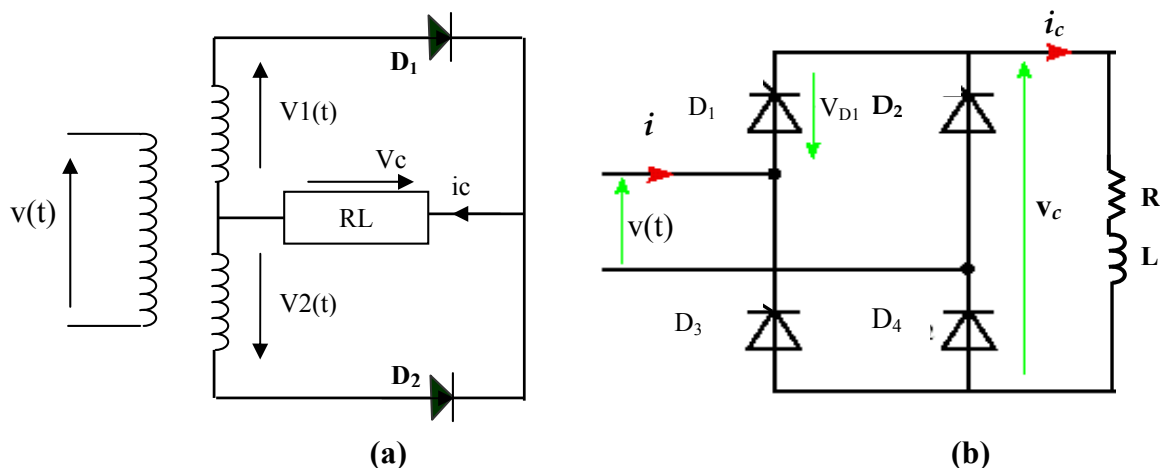 D1
V1(t)
v(t)
Vc
ic
RL
V2(t)
D2
(a)
ic
D1
VD1
D2
i
v(t)
vc
R
L
D3
D4
(b)